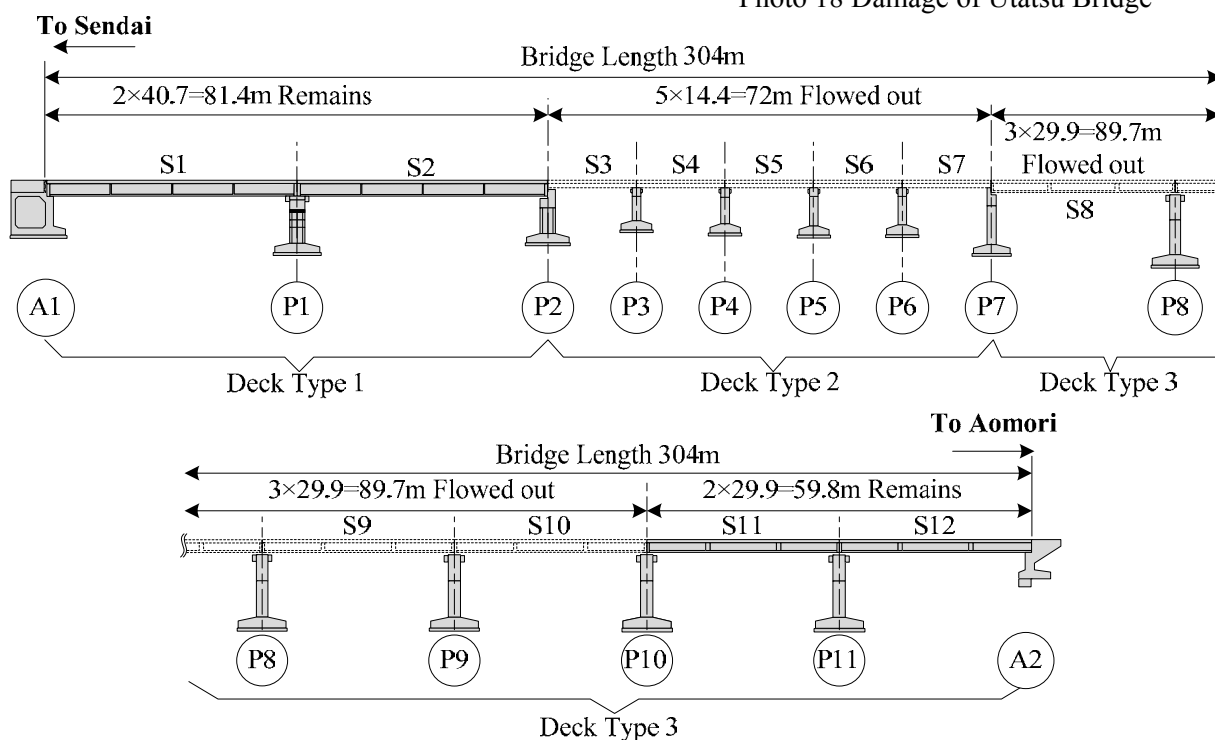 Photo 18 Damage of Utatsu Bridge
To Sendai
Bridge Length 304m
2×40.7=81.4m Remains
5×14.4=72m Flowed out
3×29.9=89.7m
Flowed out
S1
S2
S3
S4
S5
S6
S7
S8
A1
P1
P2
P3
P4
P5
P6
P7
P8
Deck Type 1
Deck Type 2
Deck Type 3
To Aomori
Bridge Length 304m
3×29.9=89.7m Flowed out
2×29.9=59.8m Remains
S9
S10
S11
S12
P8
P9
P10
P11
A2
Deck Type 3